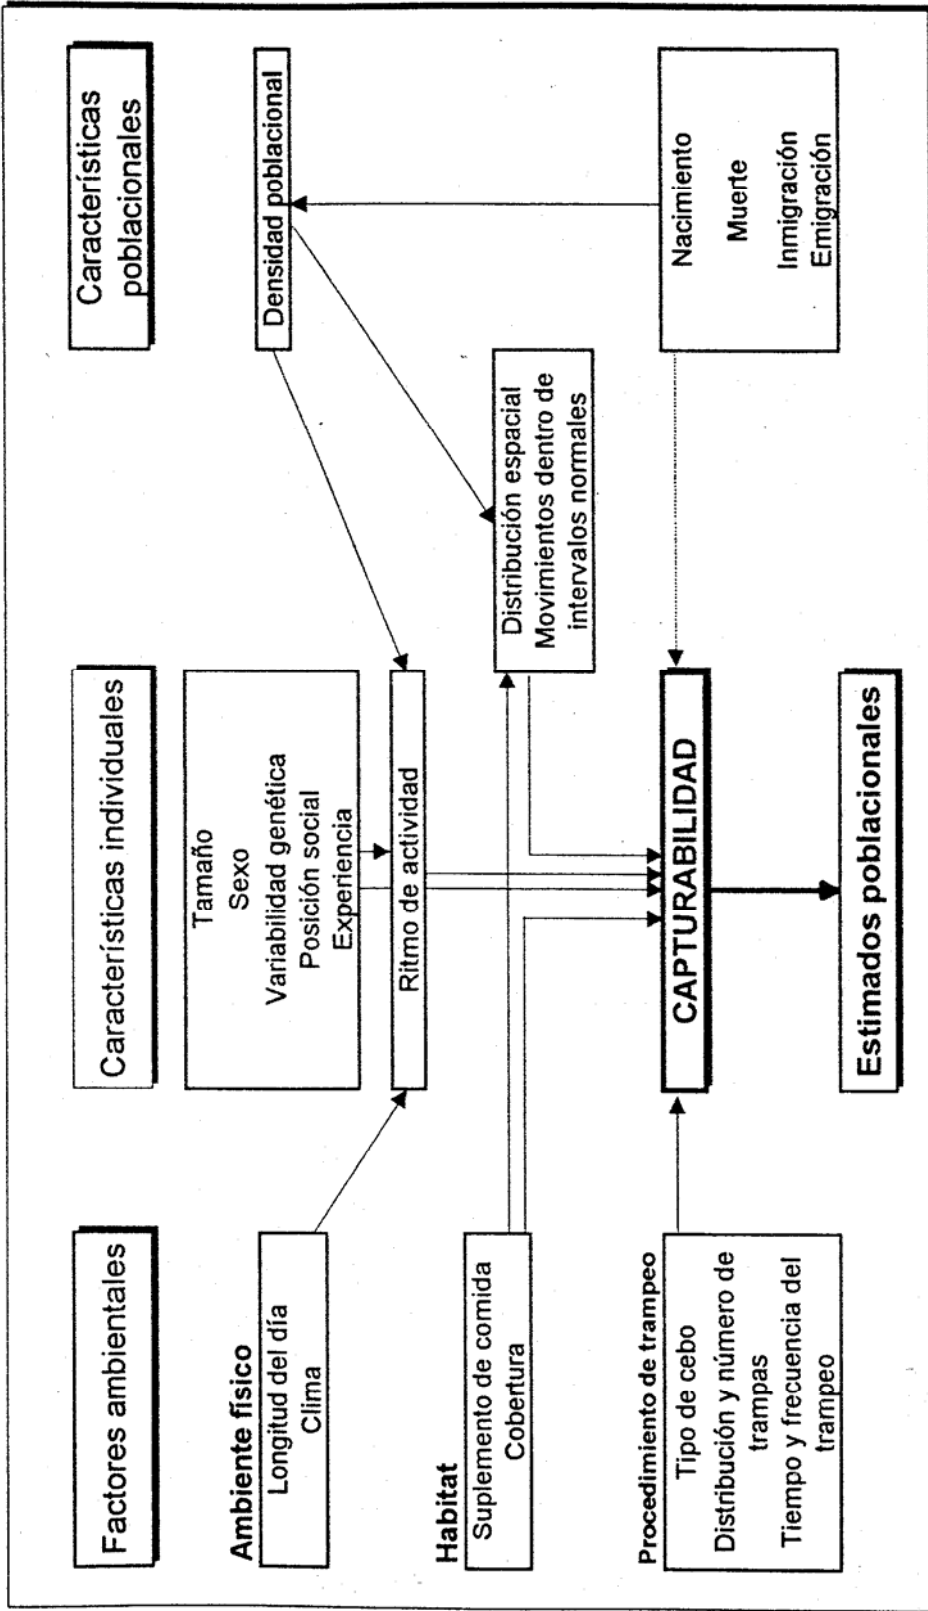 Factores ambientales
Características individuales
Características
poblacionales
Ambiente físico
Longitud del día
Clima
Tamaño
Sexo
Variabilidad genética
Posición social
Experiencia
Ritmo de actividad
Densidad poblacional
Habitat
Suplemento de comida
Cobertura
Distribución espacial
Movimientos dentro de
intervalos normales
Procedimiento de trampeo
Tipo de cebo
Distribución y número de
trampas
Tiempo y frecuencia del
trampeo
CAPTURABILIDAD
Nacimiento
Muerte
Inmigración
Emigración
Estimados poblacionales